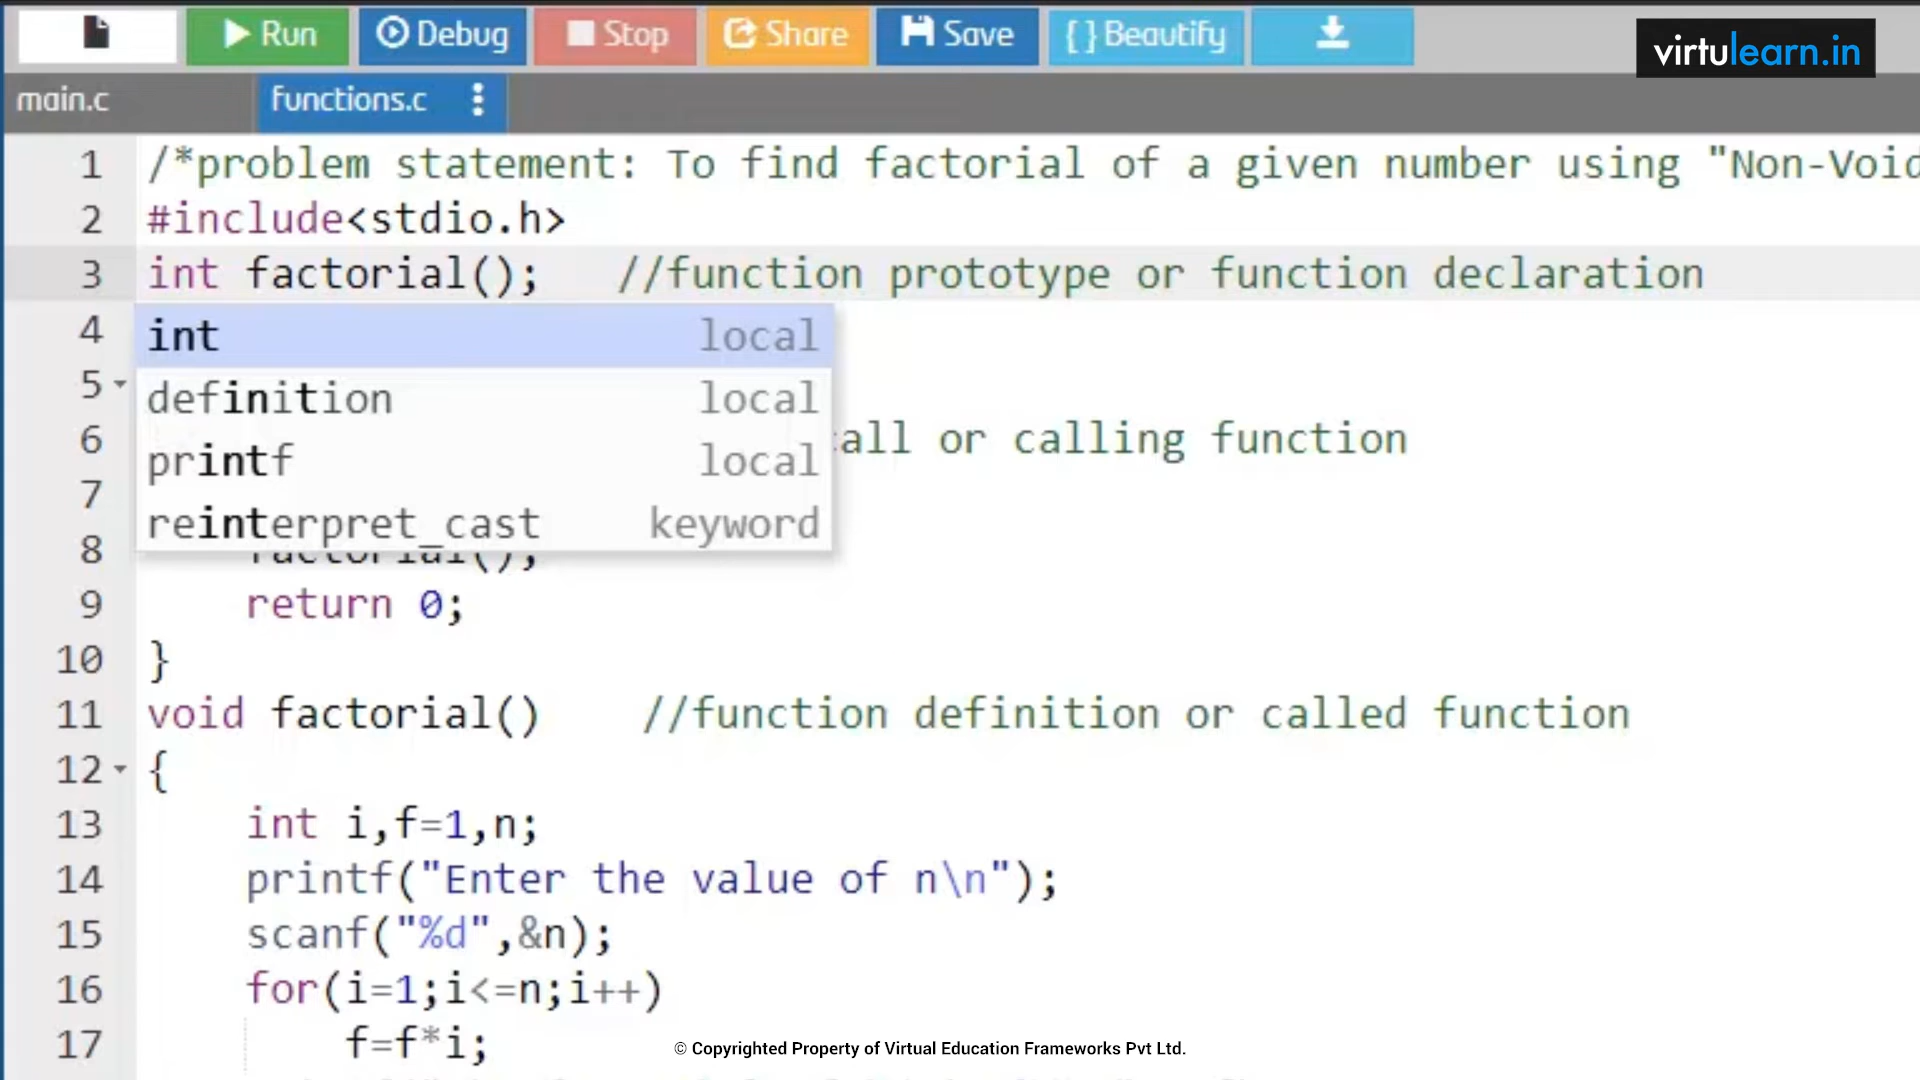 Run Debug Stop Share Save { } Beautify
virtulearn.in
main.c functions.c
1 /*problem statement: To find factorial of a given number using "Non-Void
2 #include<stdio.h>
3 int factorial(); //function prototype or function declaration
4
int local
5
definition local
6 all or calling function
printf local
7
reinterpret_cast keyword
8 factorial();
9 return 0;
10 }
11 void factorial() //function definition or called function
12 {
13 int i,f=1,n;
14 printf("Enter the value of n\n");
15 scanf("%d",&n);
16 for(i=1;i<=n;i++)
17 f=f*i;
© Copyrighted Property of Virtual Education Frameworks Pvt Ltd.